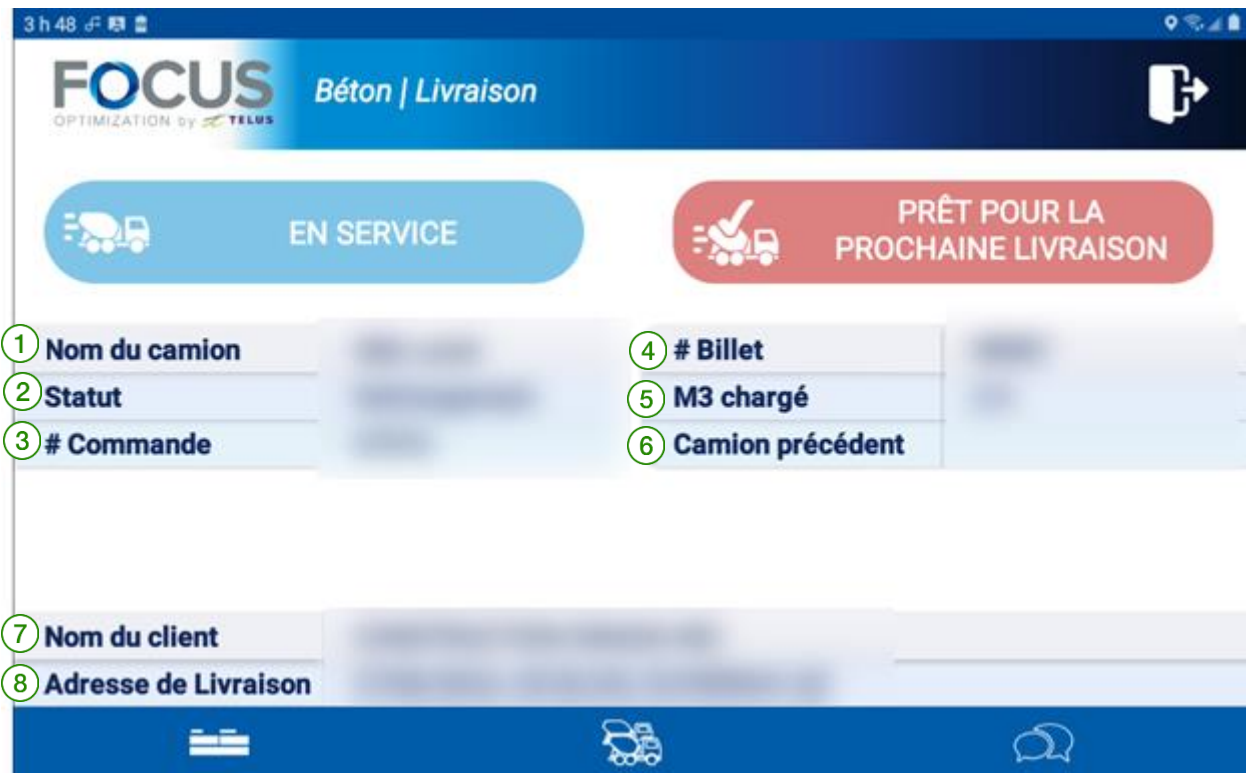 3 h 48
FOCUS
OPTIMIZATION by TELUS
Béton | Livraison
EN SERVICE
PRÊT POUR LA
PROCHAINE LIVRAISON
1 Nom du camion
4 # Billet
2 Statut
5 M3 chargé
3 # Commande
6 Camion précédent
7 Nom du client
8 Adresse de Livraison